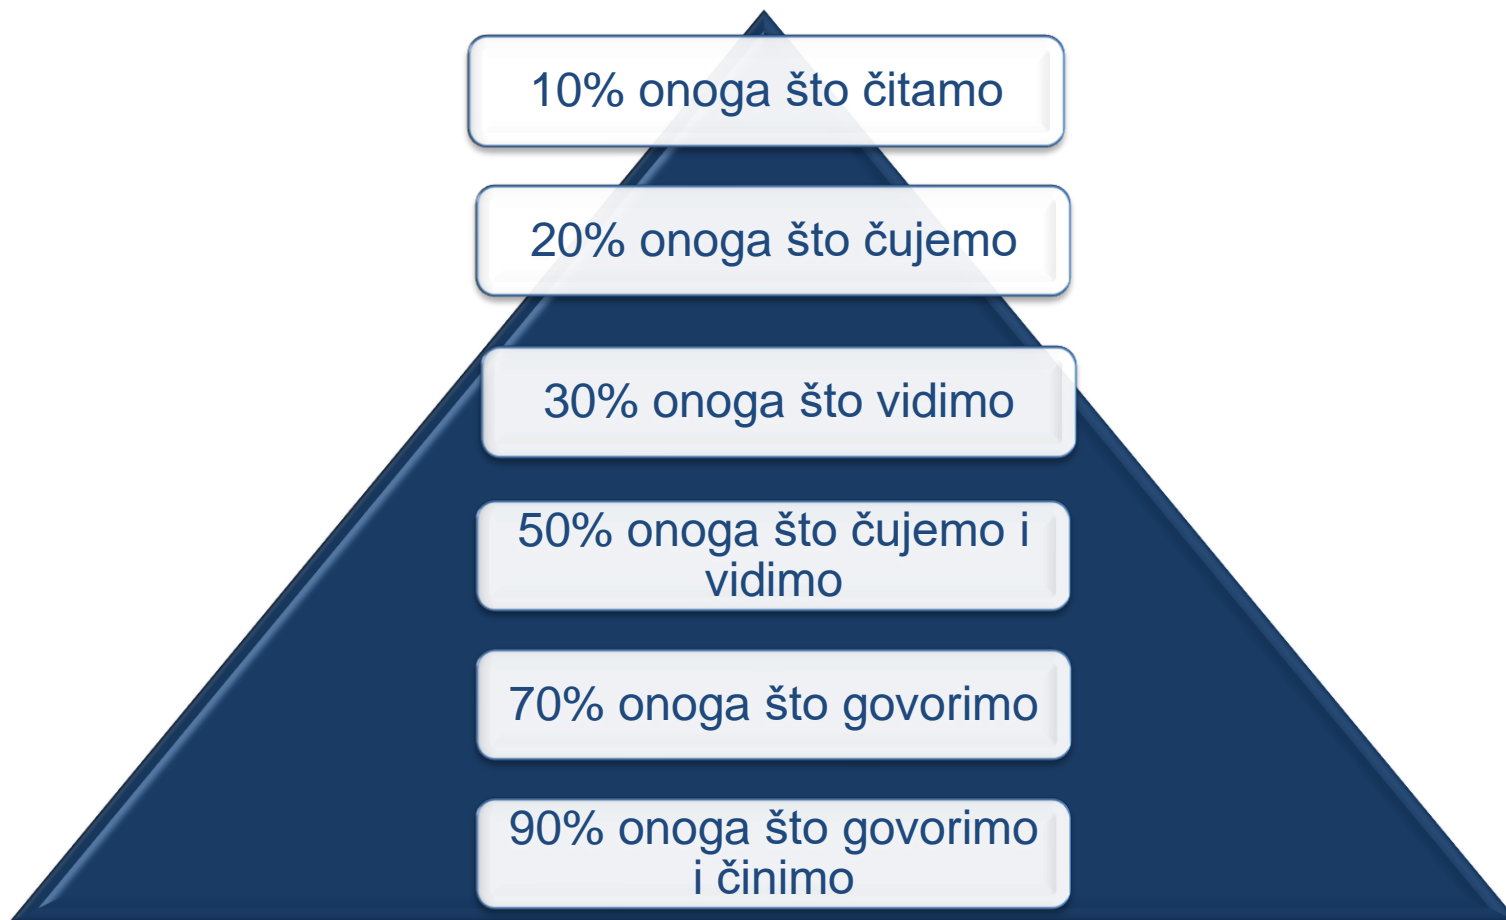 10% onoga što čitamo
20% onoga što čujemo
30% onoga što vidimo
50% onoga što čujemo i
vidimo
70% onoga što govorimo
90% onoga što govorimo
i činimo